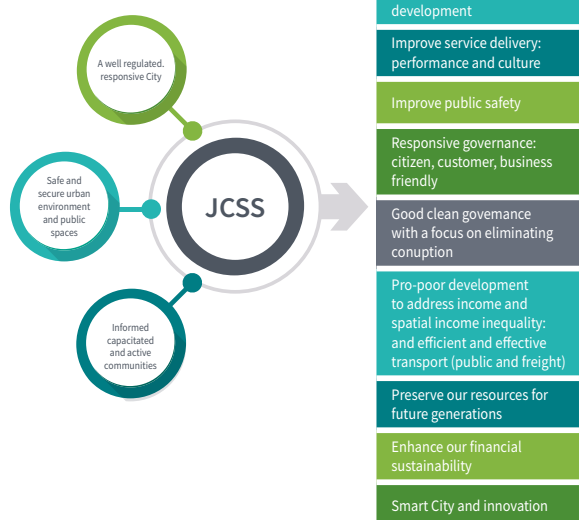 A well regulated.
responsive City
Safe and
secure urban
environment
and public
spaces
JCSS
Informed
capacitated
and active
communities
development
Improve service delivery:
performance and culture
Improve public safety
Responsive governance:
citizen, customer, business
friendly
Good clean govemance
with a focus on eliminating
conuption
Pro-poor development
to address income and
spatial income inequality:
and efficient and effective
transport (public and freight)
Preserve our resources for
future generations
Enhance our financial
sustainability
Smart City and innovation